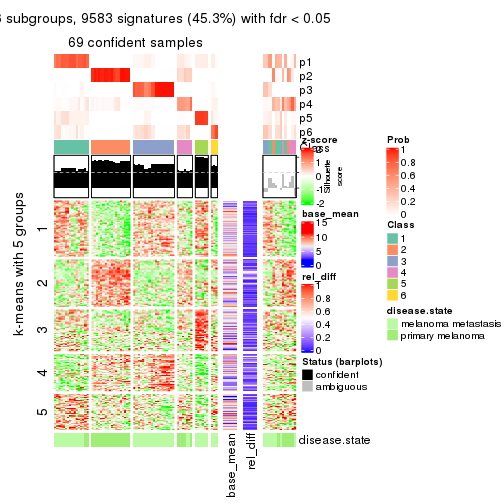 6 subgroups, 9583 signatures (45.3%) with fdr < 0.05
69 confident samples
p1
p2
p3
p4
p5
p6
Class
Silhouette score
k-means with 5 groups
1
2
3
4
5
disease.state
base_mean
rel_diff
z-score
2
1
0
-1
-2
base_mean
15
10
5
0
rel_diff
1
0.8
0.6
0.4
0.2
0
Status (barplots)
confident
ambiguous
Prob
1
0.8
0.6
0.4
0.2
0
Class
1
2
3
4
5
6
disease.state
melanoma metastasis
primary melanoma